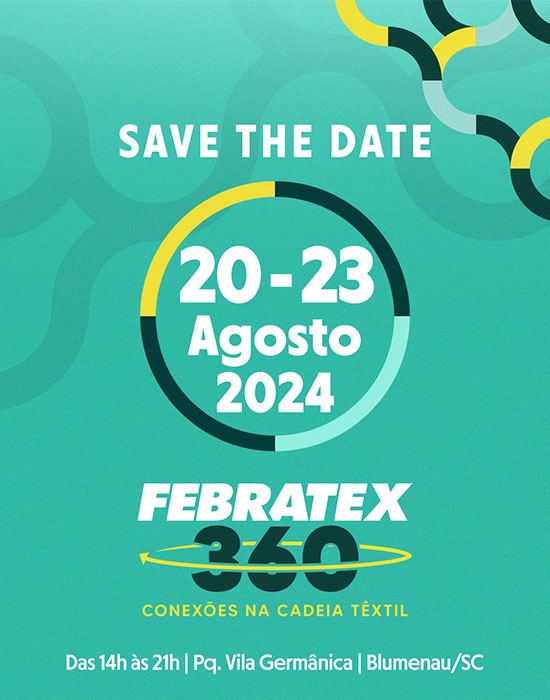 SAVE THE DATE
20 - 23
Agosto
2024
FEBRATEX
360
CONEXÕES NA CADEIA TÊXTIL
Das 14h às 21h | Pq. Vila Germânica | Blumenau/SC